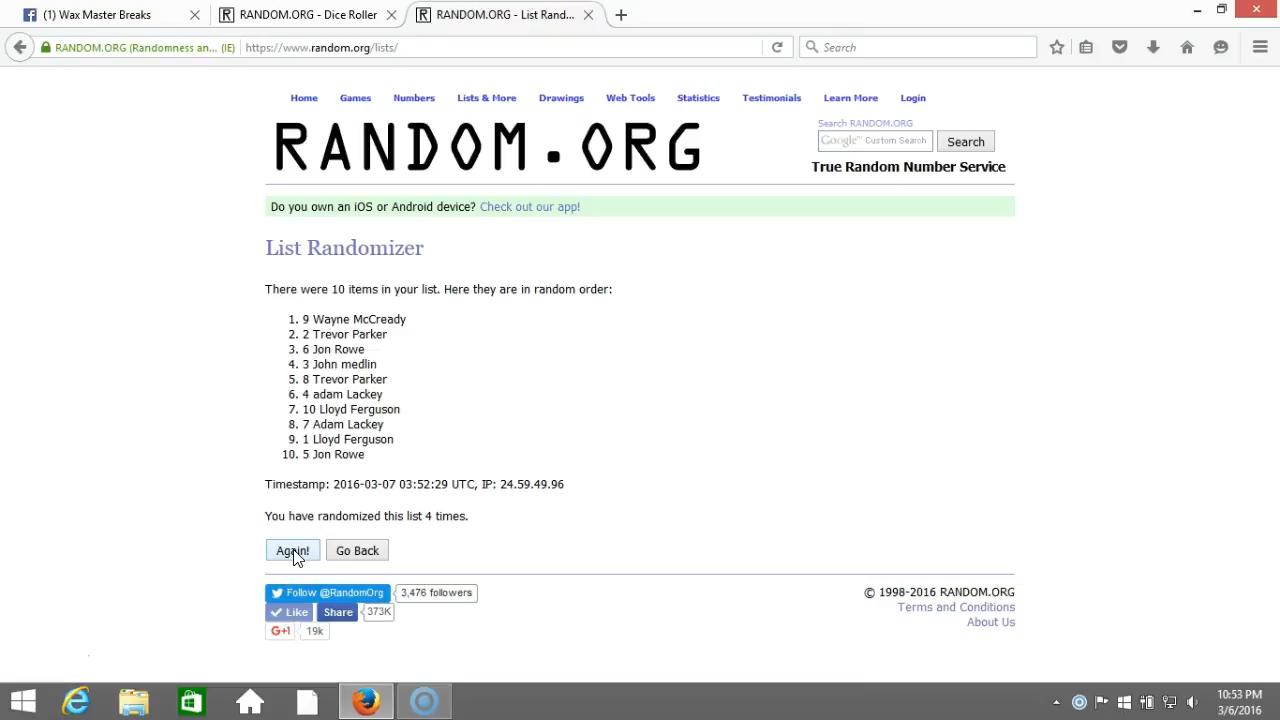 (1) Wax Master Breaks
RANDOM.ORG - Dice Roller
RANDOM.ORG - List Rand...
RANDOM.ORG (Randomness an... (IE)
https://www.random.org/lists/
Search
Home Games Numbers Lists & More Drawings Web Tools Statistics Testimonials Learn More Login
RANDOM.ORG
Search RANDOM.ORG
Google™ Custom Search
Search
True Random Number Service
Do you own an iOS or Android device? Check out our app!
List Randomizer
There were 10 items in your list. Here they are in random order:
1. 9 Wayne McCready
2. 2 Trevor Parker
3. 6 Jon Rowe
4. 3 John medlin
5. 8 Trevor Parker
6. 4 adam Lackey
7. 10 Lloyd Ferguson
8. 7 Adam Lackey
9. 1 Lloyd Ferguson
10. 5 Jon Rowe
Timestamp: 2016-03-07 03:52:29 UTC, IP: 24.59.49.96
You have randomized this list 4 times.
Again! Go Back
Follow @RandomOrg 3,476 followers
Like Share 373K
G+1 19k
© 1998-2016 RANDOM.ORG
Terms and Conditions
About Us
10:53 PM
3/6/2016